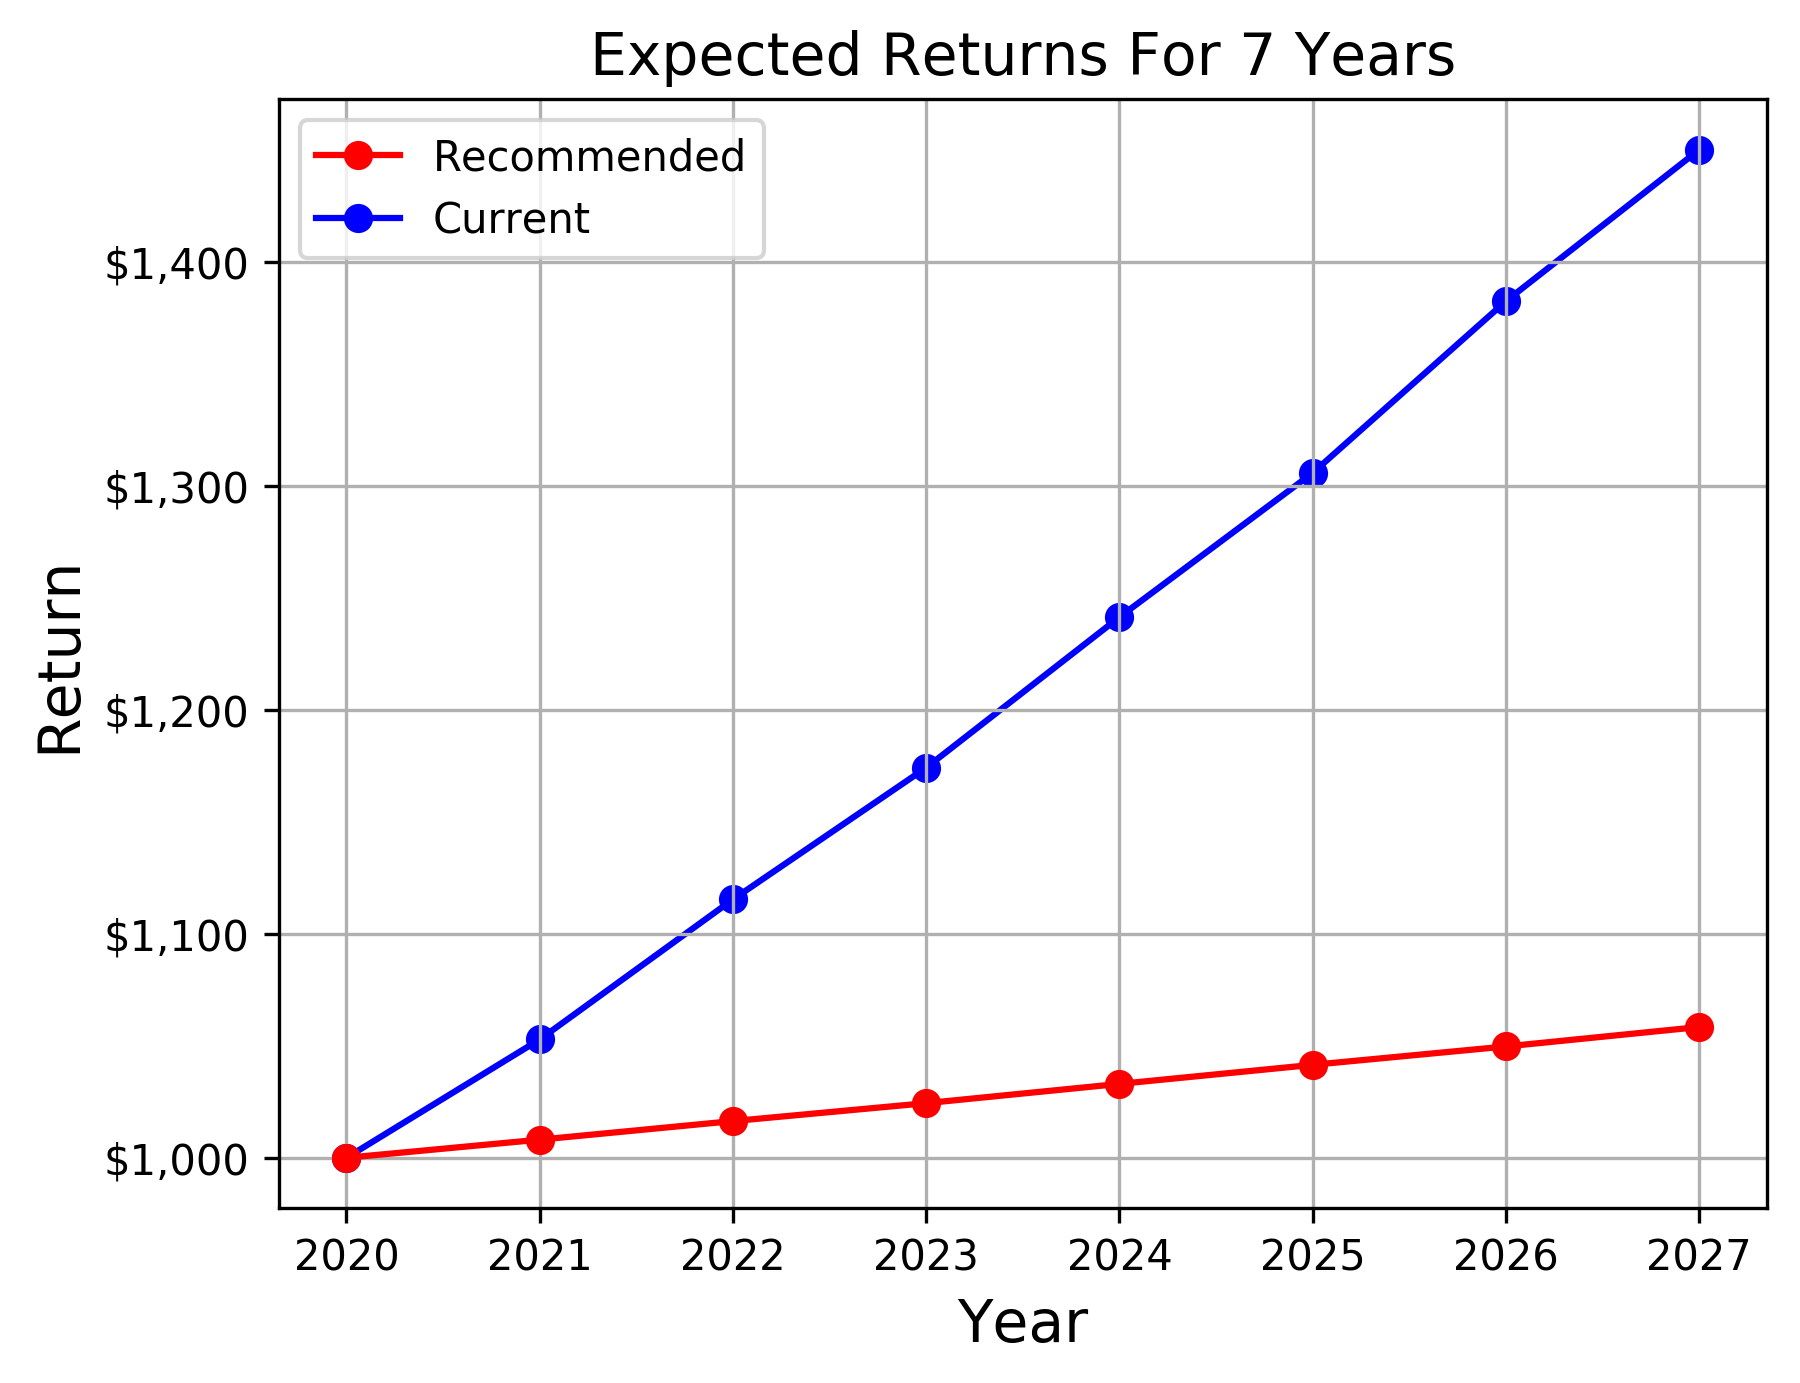 Expected Returns For 7 Years
Recommended
Current
$1,400
$1,300
$1,200
$1,100
$1,000
Return
2020 2021 2022 2023 2024 2025 2026 2027
Year